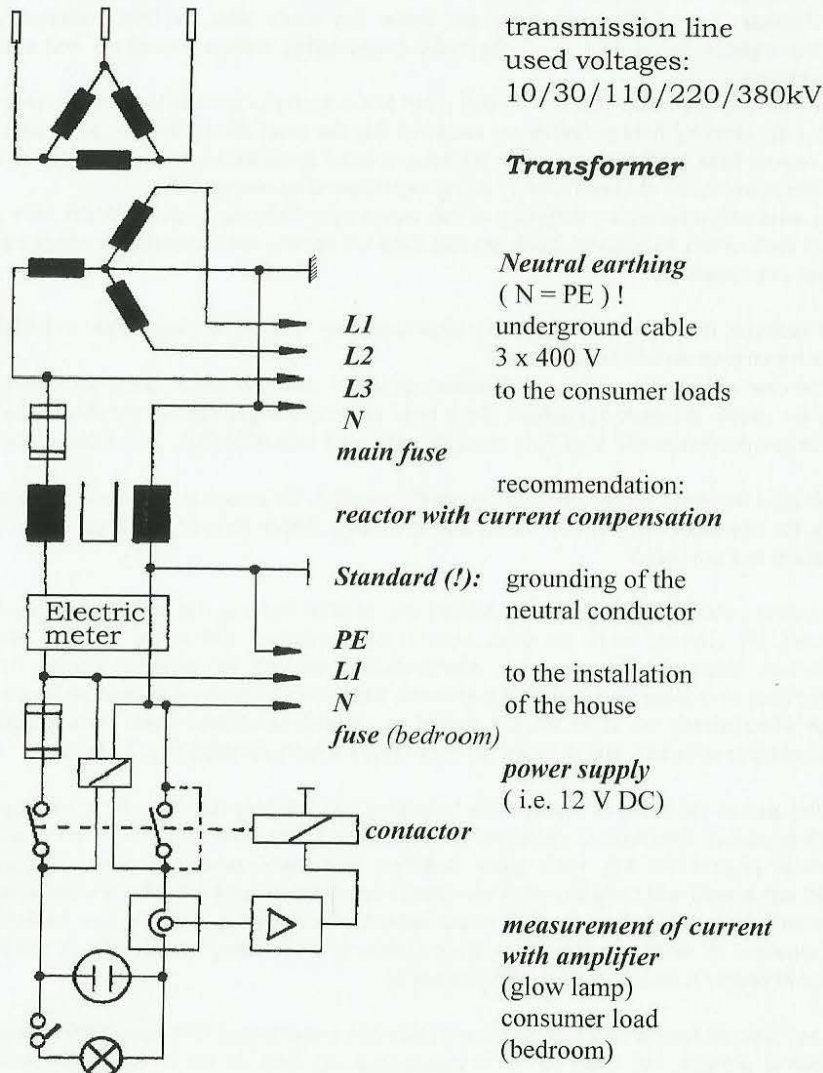 transmission line
used voltages:
10/30/110/220/380kV
Transformer
Neutral earthing
( N = PE ) !
L1 underground cable
L2 3 x 400 V
L3 to the consumer loads
N
main fuse
recommendation:
reactor with current compensation
Standard (!): grounding of the
neutral conductor
Electric
meter
PE
L1 to the installation
N of the house
fuse (bedroom)
power supply
( i.e. 12 V DC)
contactor
measurement of current
with amplifier
(glow lamp)
consumer load
(bedroom)